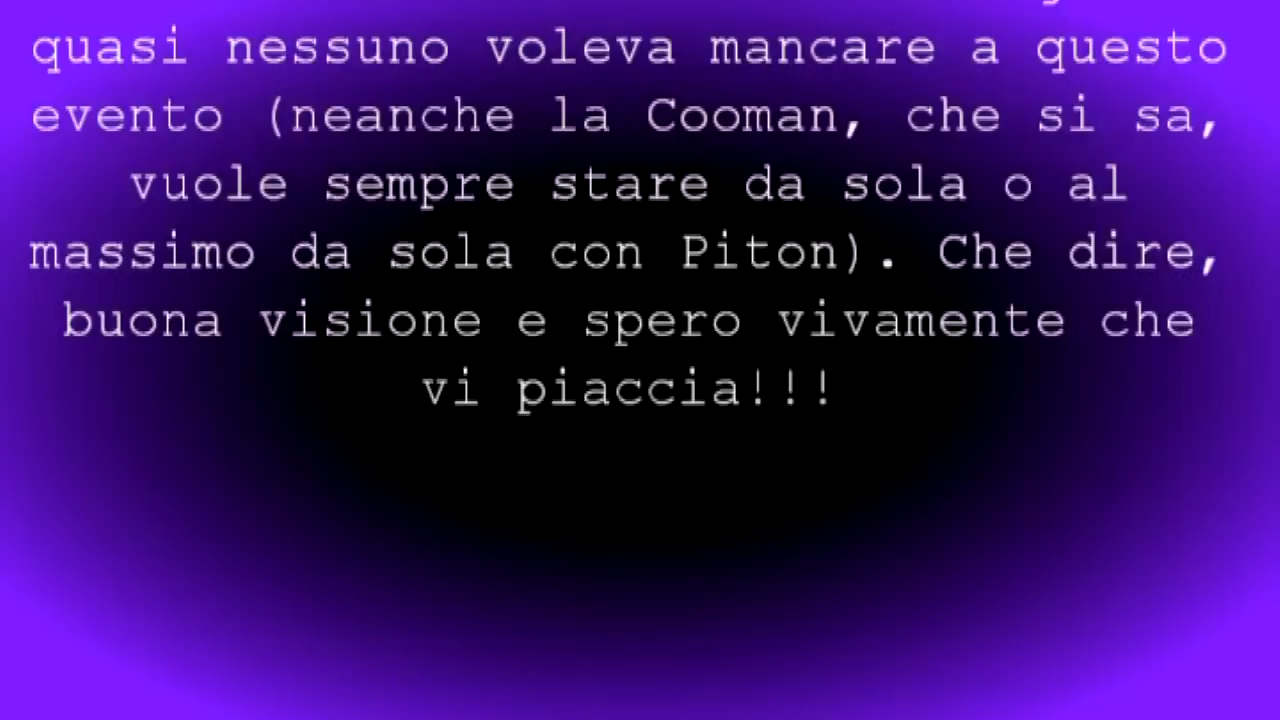 quasi nessuno voleva mancare a questo
evento (neanche la Cooman, che si sa,
vuole sempre stare da sola o al
massimo da sola con Piton). Che dire,
buona visione e spero vivamente che
vi piaccia!!!